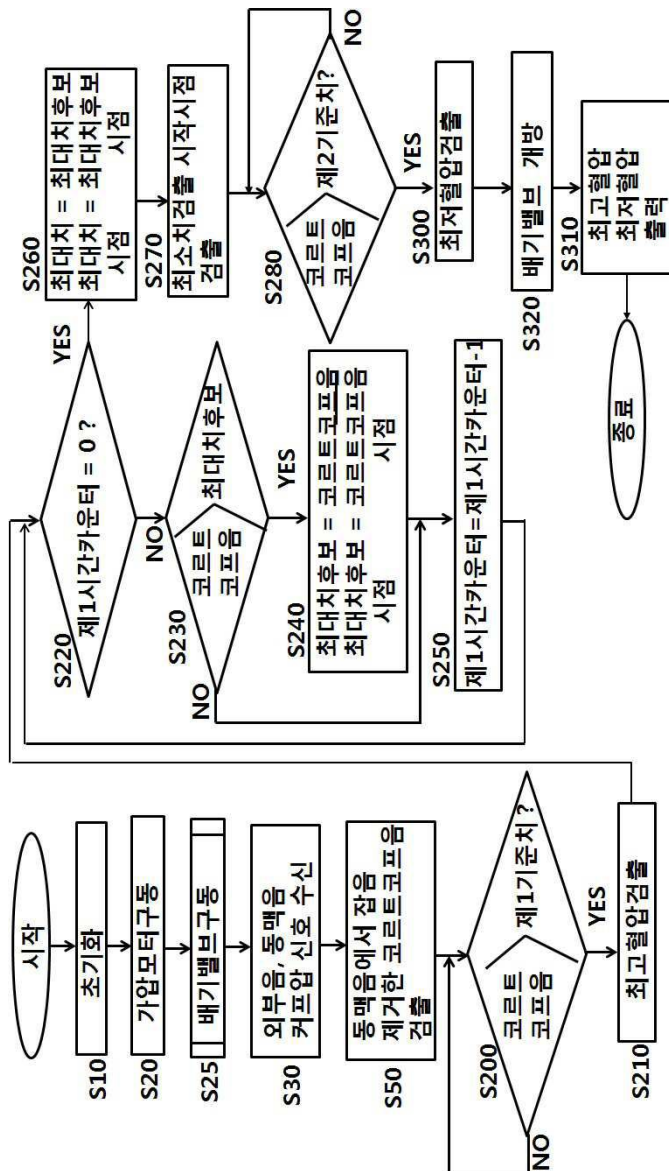 시작
S10
초기화
S20
가압모터구동
S25
배기밸브구동
S30
외부음,동맥음
커프압 신호 수신
S50
동맥음에서 잡음
제거한 코르트코프음
검출
S200
코르트
코프음
제1기준치 ?
NO
YES
S210
최고혈압검출
S220
제1시간카운터 = 0 ?
YES
NO
S230
코르트
코프음
최대치후보
NO
YES
S240
최대치후보 = 코르트코프음
최대치후보 = 코르트코프음
시점 시점
S250
제1시간카운터=제1시간카운터-1
S260
최대치 = 최대치후보
최대치 = 최대치후보
시점 시점
S270
최소치검출 시작시점
검출
S280
코르트
코프음
제2기준치?
NO
YES
S300
최저혈압검출
S320
배기밸브 개방
S310
최고혈압
최저혈압
출력
종료